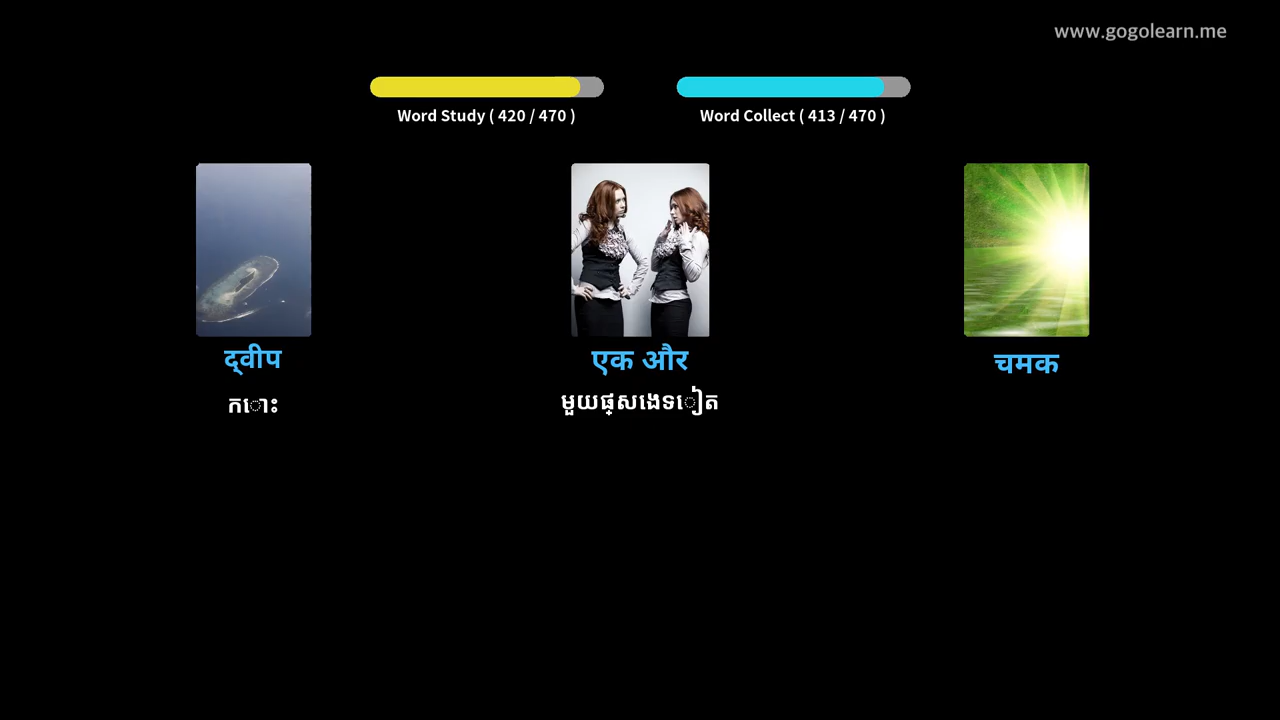 www.gogolearn.me
Word Study ( 420 / 470 )
Word Collect ( 413 / 470 )
द्वीप
एक और
चमक
កោះ
មួយផ្សេងទៀត